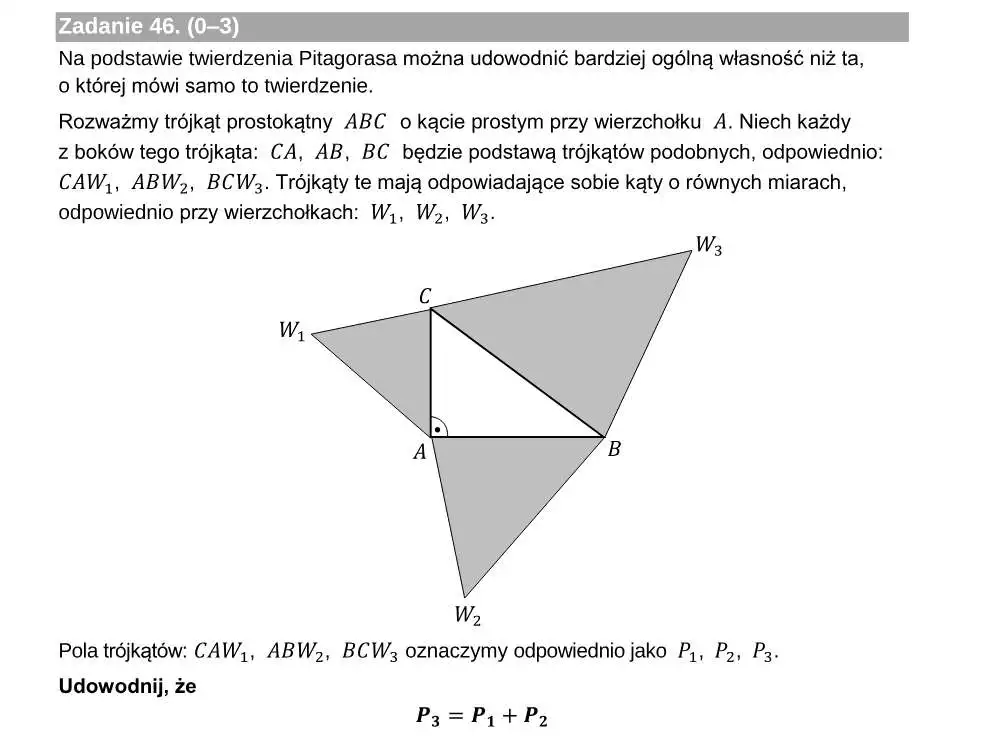 Zadanie 46. (0–3)
Na podstawie twierdzenia Pitagorasa można udowodnić bardziej ogólną własność niż ta,
o której mówi samo to twierdzenie.
Rozważmy trójkąt prostokątny ABC o kącie prostym przy wierzchołku A. Niech każdy
z boków tego trójkąta: CA, AB, BC będzie podstawą trójkątów podobnych, odpowiednio:
CAW₁, ABW₂, BCW₃. Trójkąty te mają odpowiadające sobie kąty o równych miarach,
odpowiednio przy wierzchołkach: W₁, W₂, W₃.
W₃
C
W₁
A
B
W₂
Pola trójkątów: CAW₁, ABW₂, BCW₃ oznaczymy odpowiednio jako P₁, P₂, P₃.
Udowodnij, że
P₃ = P₁ + P₂